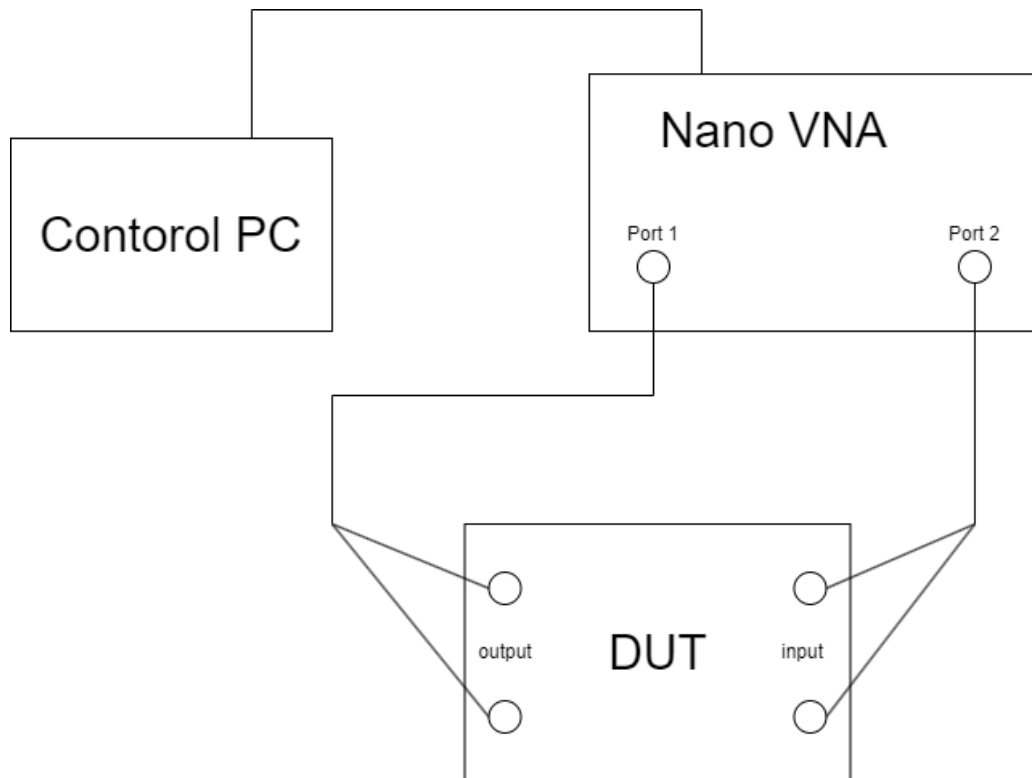 Nano VNA
Contorol PC
Port 1
Port 2
output
DUT
input